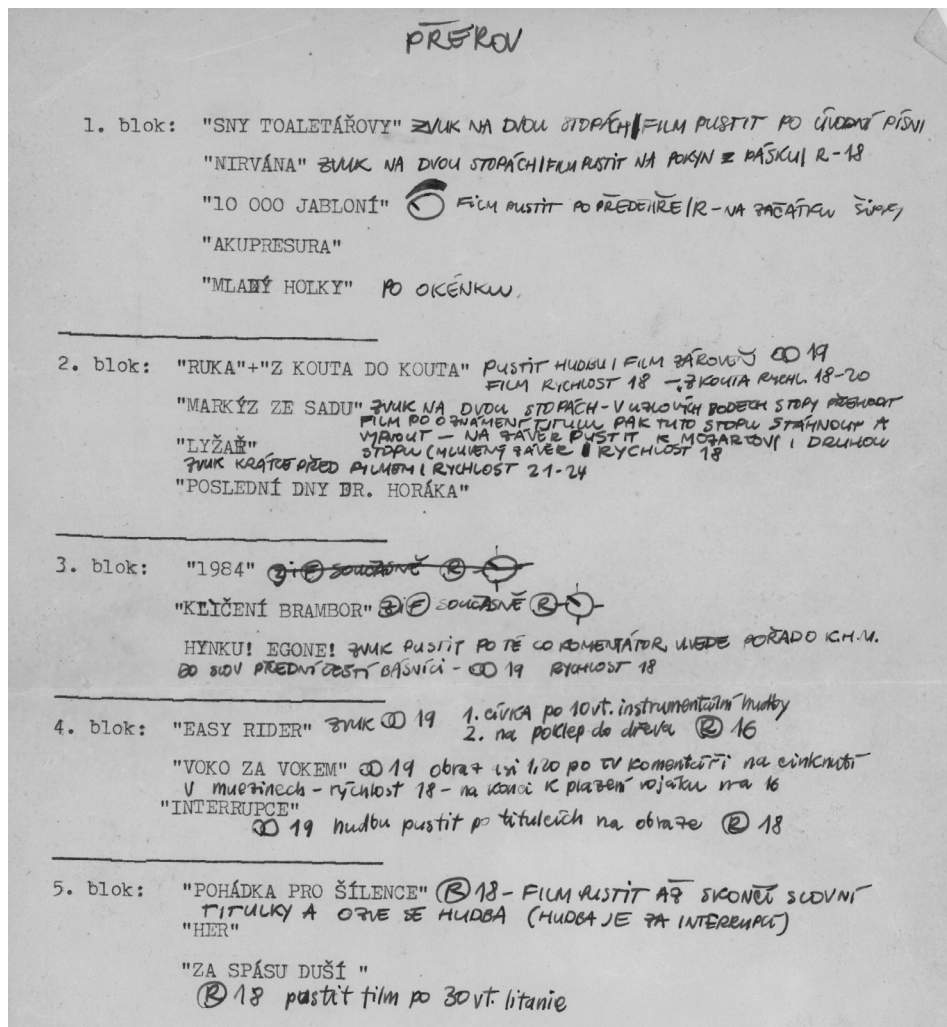 PŘEROV
1. blok: "SNY TOALETÁŘOVY" ZVUK NA DVOU STOPÁCH/FILM PUSTIT PO ÚVODNÍ PÍSNI
"NIRVÁNA" ZVUK NA DVOU STOPÁCH/FILM PUSTIT NA POKYN Z PÁSKU/ R-18
"10 000 JABLONÍ" FILM PUSTIT PO PŘEDEHŘE/R-NA ZAČÁTKU
"AKUPRESURA"
"MLADÝ HOLKY" PO OKÉNKU.
2. blok: "RUKA"+"Z KOUTA DO KOUTA" PUSTIT HUDBU I FILM ZÁROVEŇ 19
FILM RYCHLOST 18 - Z KOUTA RYCHL. 18-20
"MARKÝZ ZE SADU" ZVUK NA DVOU STOPÁCH - V UZLOVÝCH BODECH STOPY PŘEHODIT
FILM PO OZNÁMENÍ TITULU PAK TUTO STOPU STÁHNOUT A
VYPNOUT - NA ZÁVĚR PUSTIT K MOZARTOVI I DRUHOU
"LYŽAŘ" STOPU (MLUVENÝ ZÁVĚR RYCHLOST 18
ZVUK KRÁTCE PŘED FILMEM/RYCHLOST 21-24
"POSLEDNÍ DNY DR. HORÁKA"
3. blok: "1984" Z i F SOUČASNĚ R
"KLÍČENÍ BRAMBOR" Z i F SOUČASNĚ R
HYNKU! EGONE! ZVUK PUSTIT PO TÉ CO KOMENTÁTOR UVEDE POŘAD O K.H.M.
DO SLOV PŘEDNÍ ČEŠTÍ BÁSNÍCI - 19 RYCHLOST 18
4. blok: "EASY RIDER" ZVUK 19 1. CÍVKA po 10 vt. instrumentální hudby
2. na poklep do dřeva R 16
"VOKO ZA VOKEM" 19 obraz asi 1,20 po TV komentáři na cinknutí
v muezínech - rychlost 18 - na konci k plazení vojáků na 16
"INTERRUPCE"
19 hudbu pustit po titulcích na obraze R 18
5. blok: "POHÁDKA PRO ŠÍLENCE" R 18 - FILM PUSTIT AŽ SKONČÍ SLOVNÍ
TITULKY A OZVE SE HUDBA (HUDBA JE ZA INTERRUPCÍ)
"HER"
"ZA SPÁSU DUŠÍ "
R 18 pustit film po 30 vt. litanie